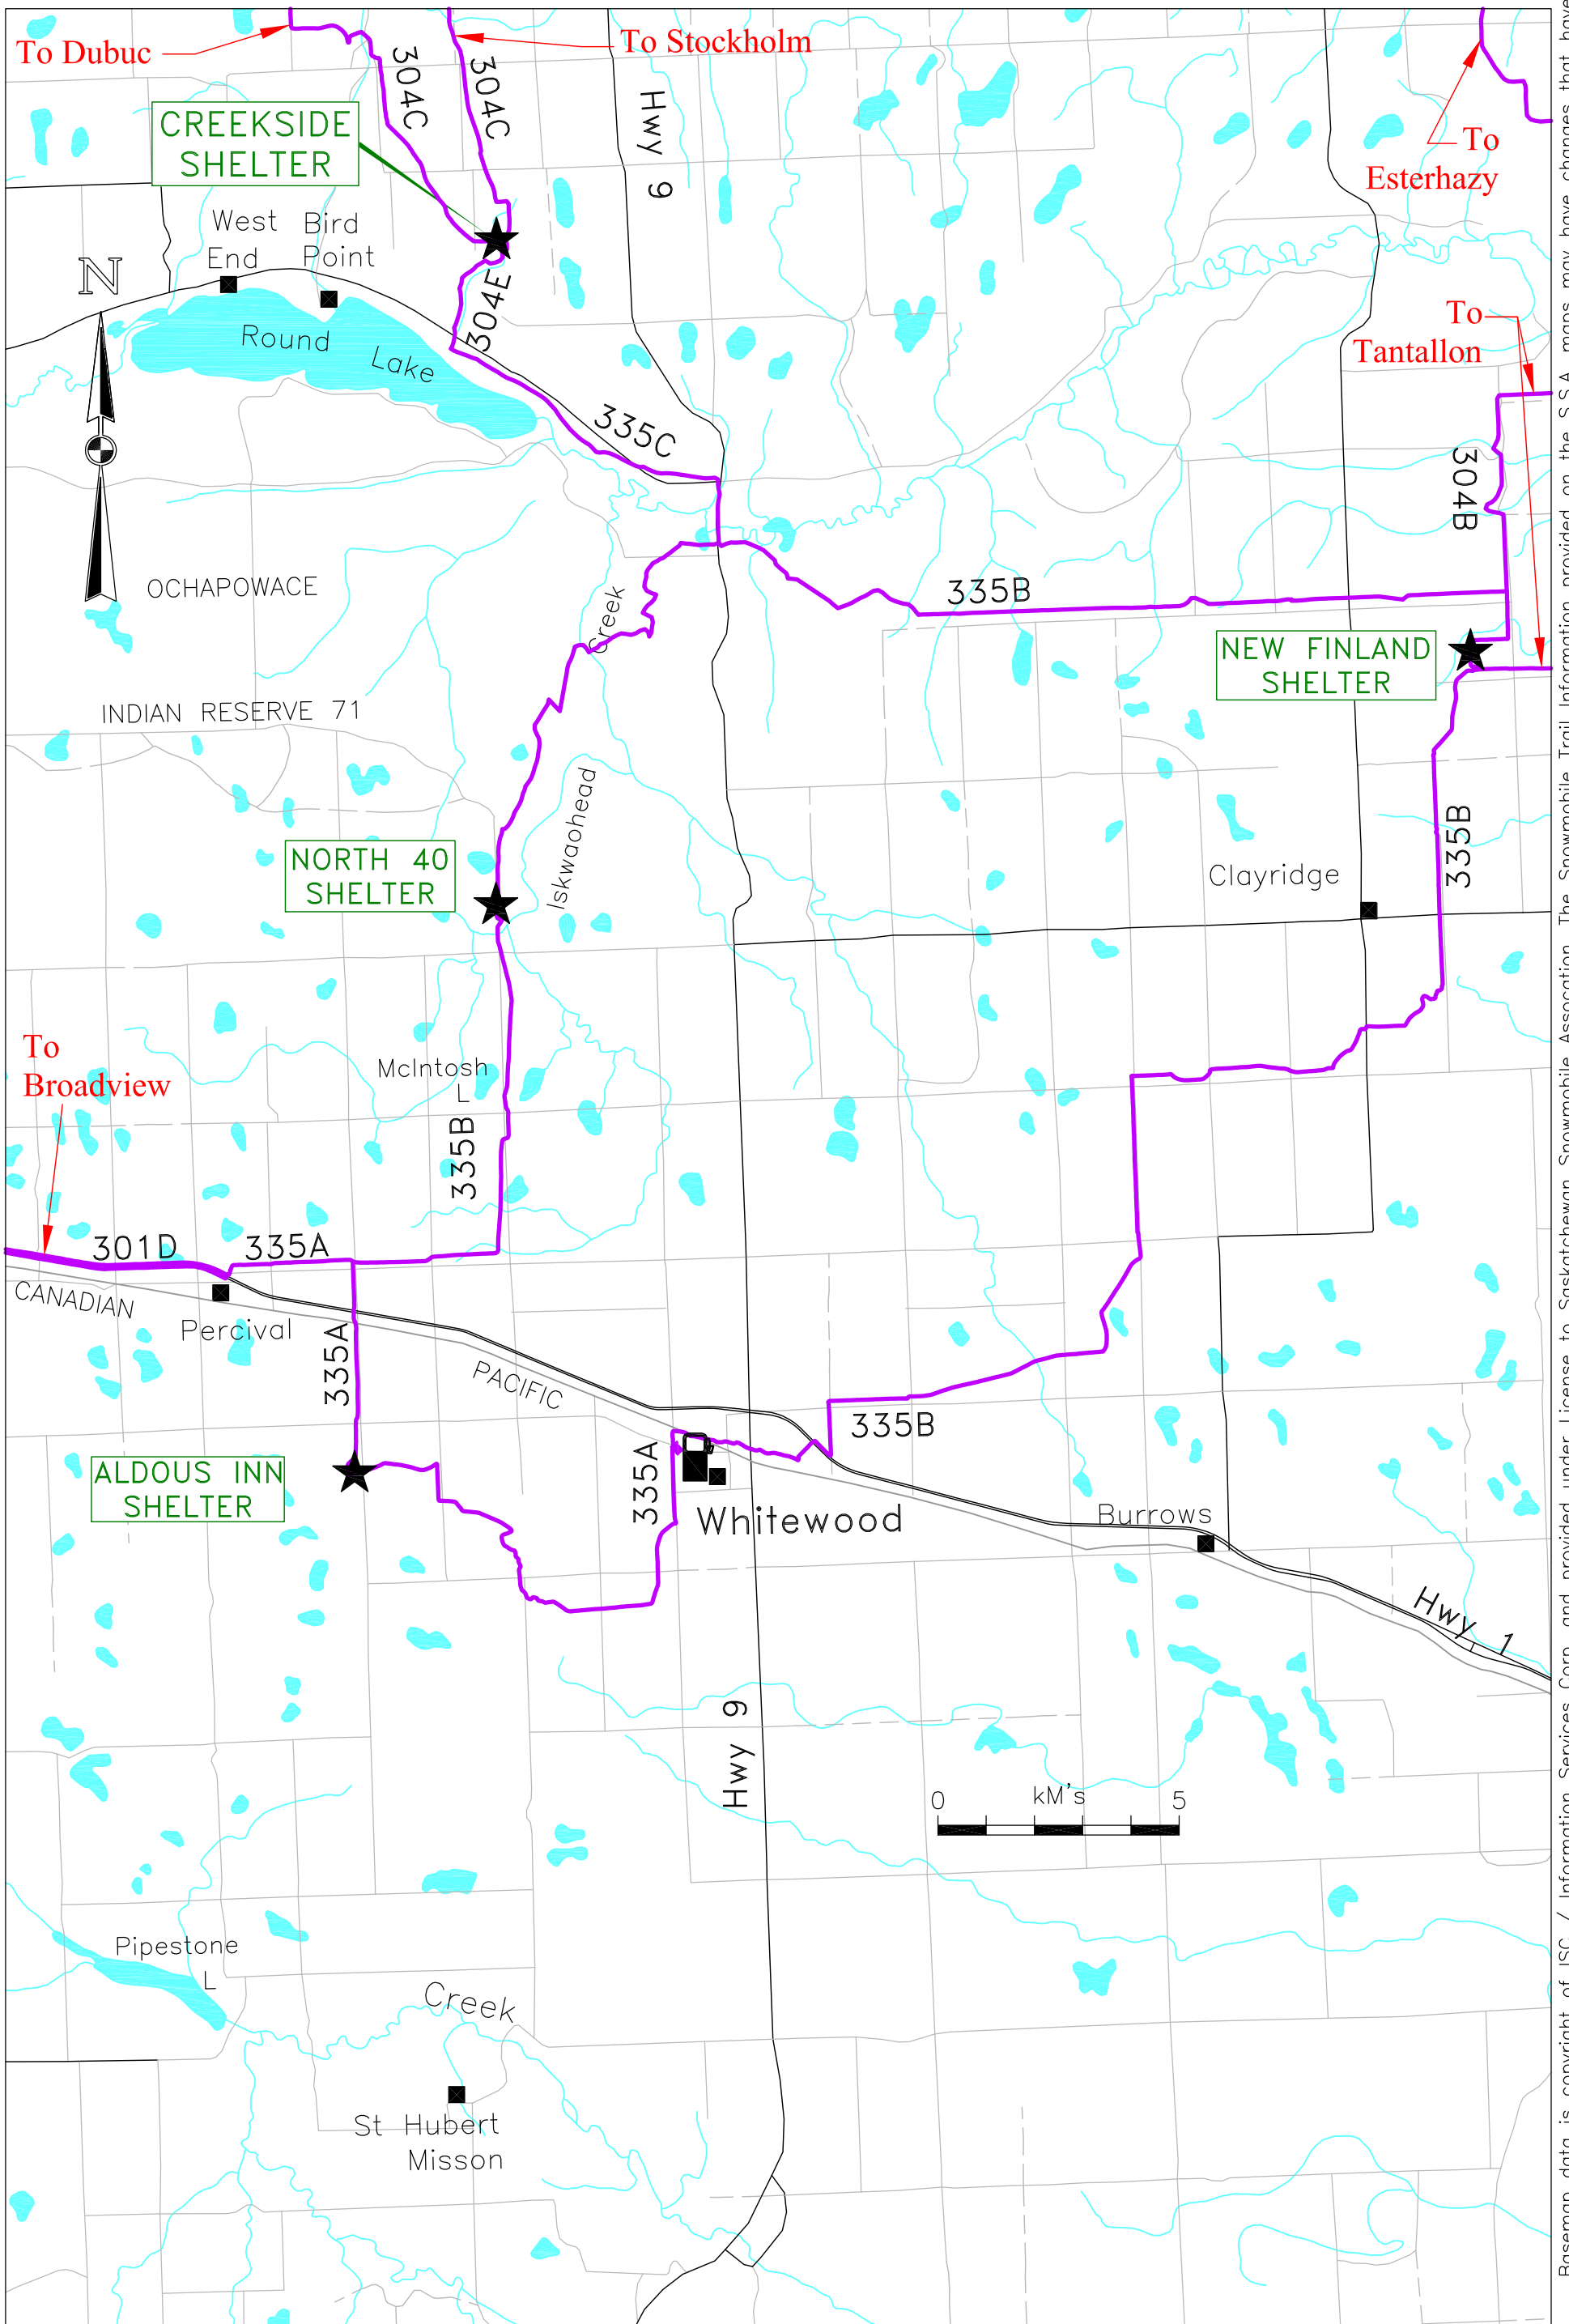 To Dubuc
To Stockholm
304C
304C
Hwy 9
CREEKSIDE
SHELTER
To
Esterhazy
West
End
Bird
Point
N
304E
Round
Lake
To
Tantallon
335C
304B
OCHAPOWACE
335B
Creek
NEW FINLAND
SHELTER
INDIAN RESERVE 71
Iskwaohead
NORTH 40
SHELTER
Clayridge
335B
To
Broadview
McIntosh
L
335B
301D
335A
CANADIAN
Percival
335A
PACIFIC
335B
ALDOUS INN
SHELTER
335A
Whitewood
Burrows
Hwy 1
Hwy 9
0 kM's 5
Pipestone
L
Creek
St Hubert
Misson
Basemap data is copyright of ISC / Information Services Corp. and provided under License to Saskatchewan Snowmobile Assocation. The Snowmobile Trail Information provided on the S.S.A. maps may have changes that have